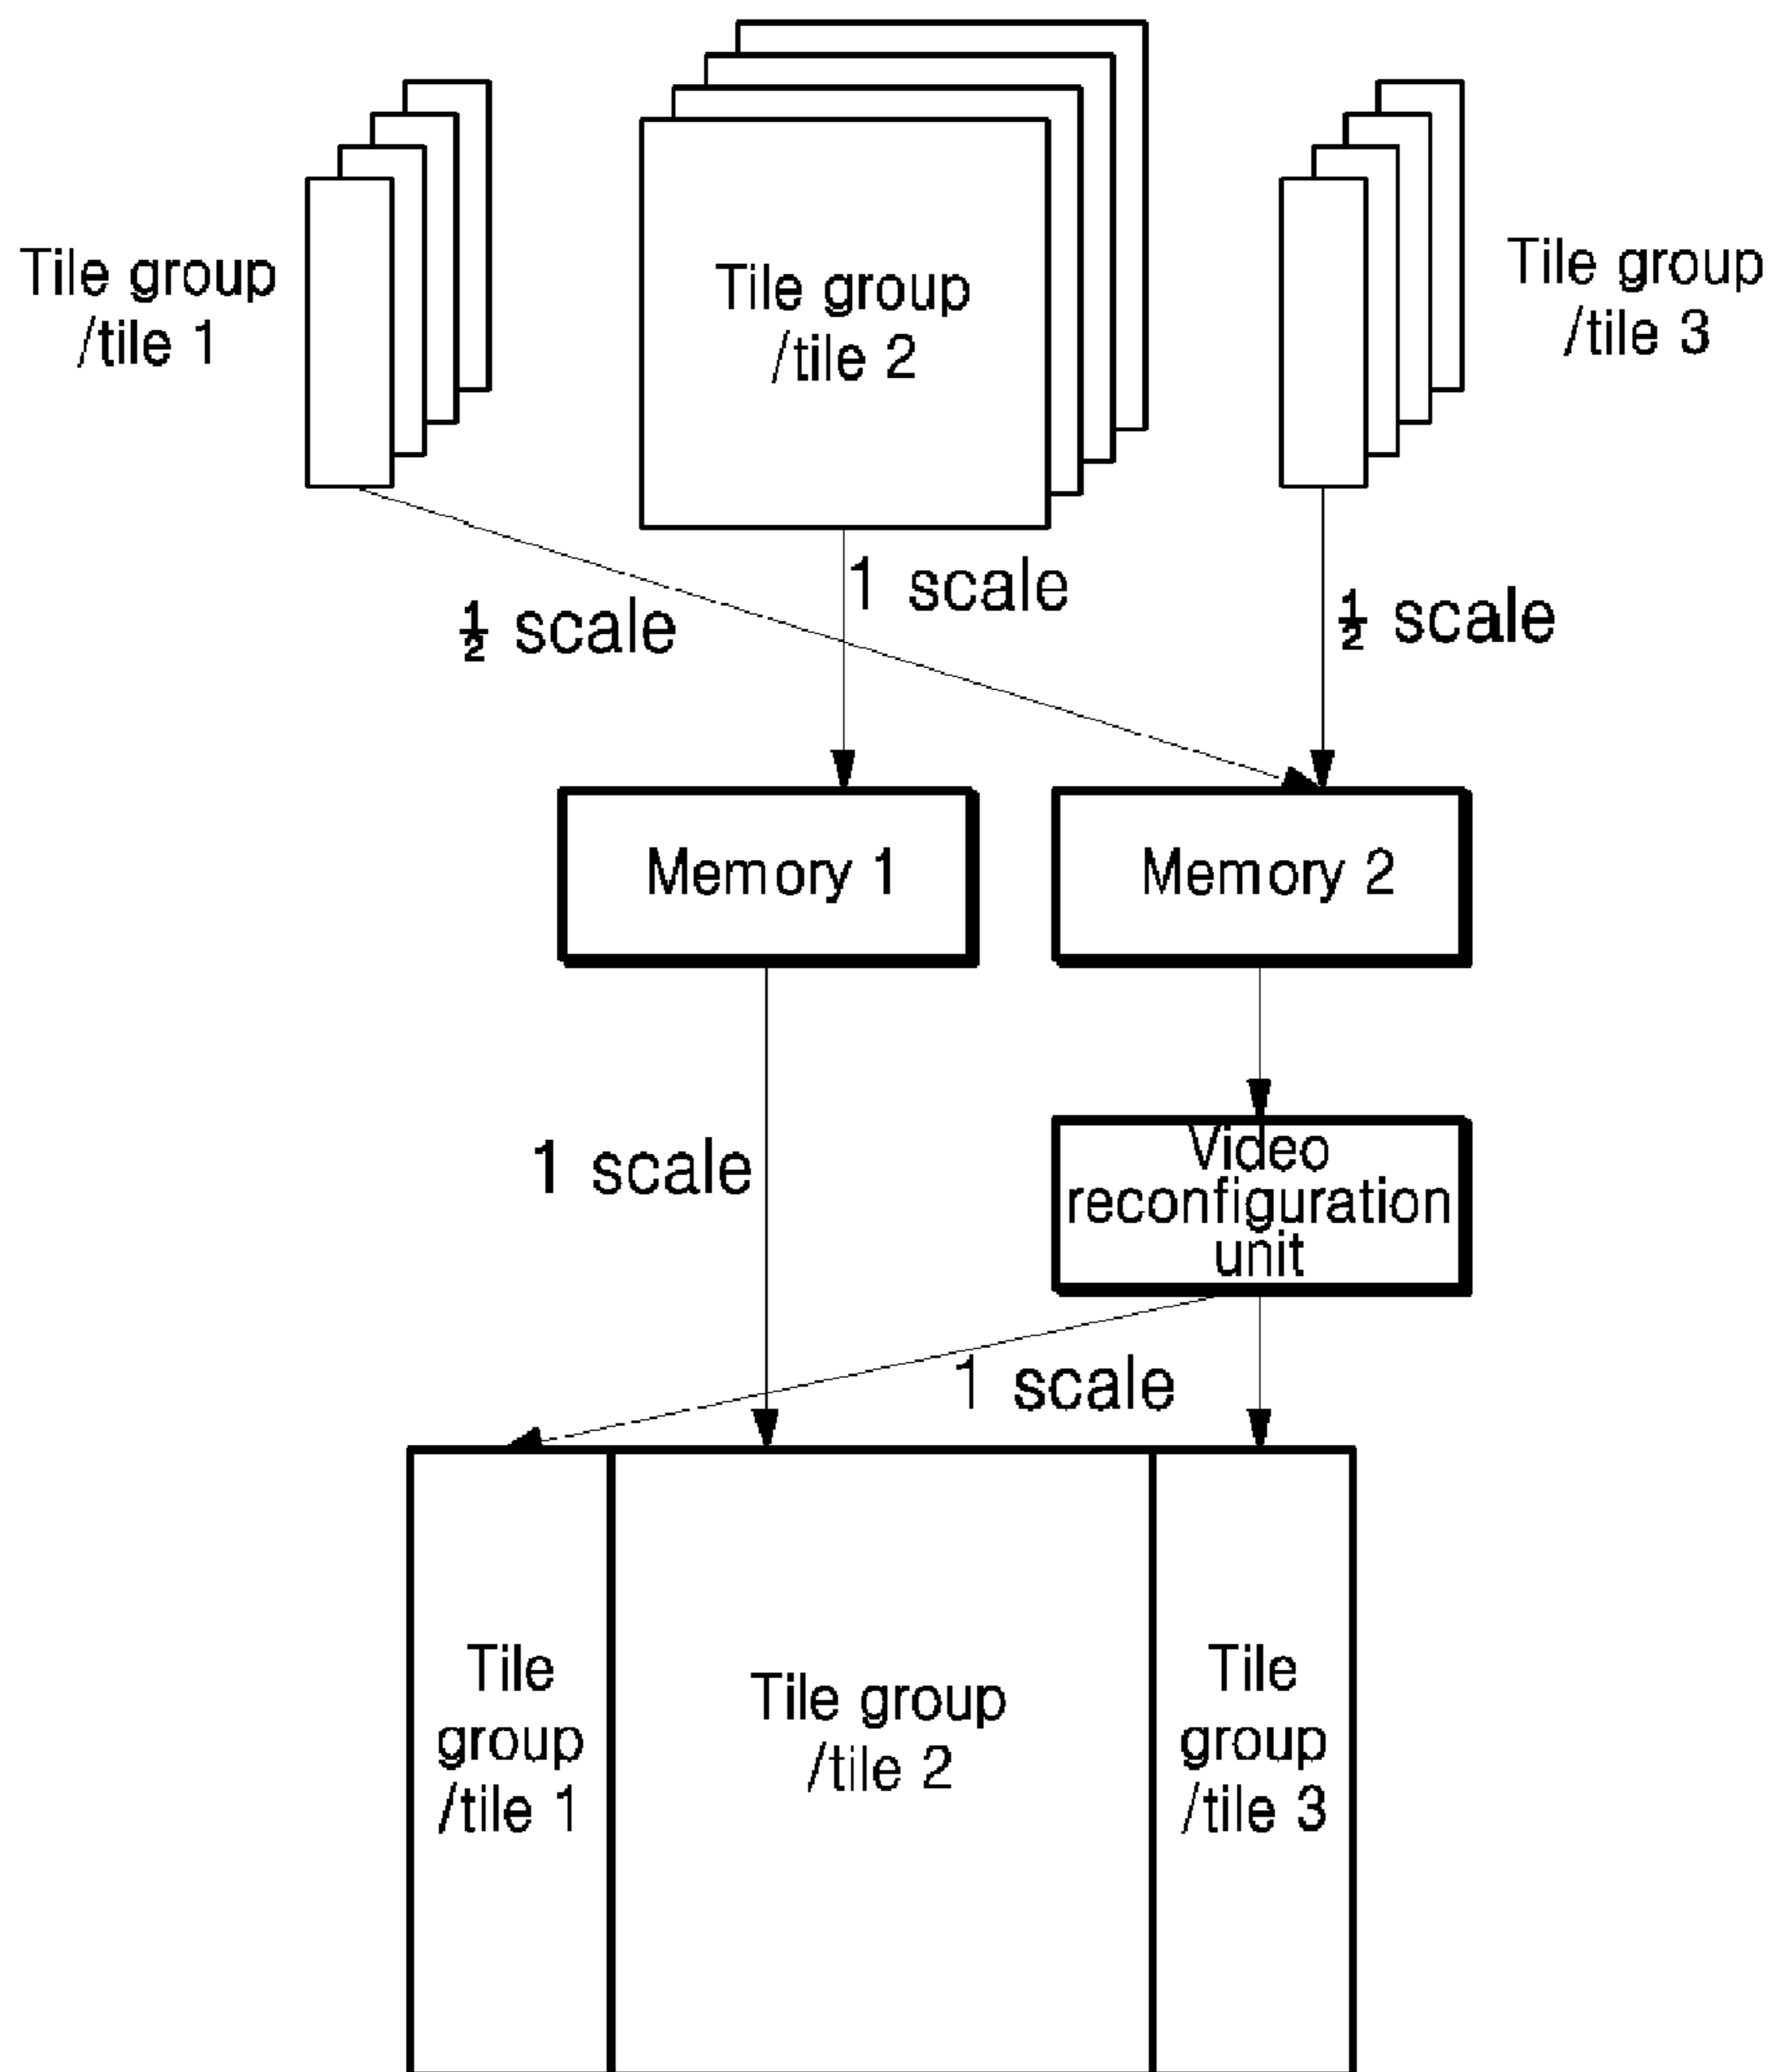 Tile group
/tile 1
Tile group
/tile 2
Tile group
/tile 3
½ scale
1 scale
½ scale
Memory 1
Memory 2
1 scale
Video
reconfiguration
unit
1 scale
Tile
group
/tile 1
Tile group
/tile 2
Tile
group
/tile 3